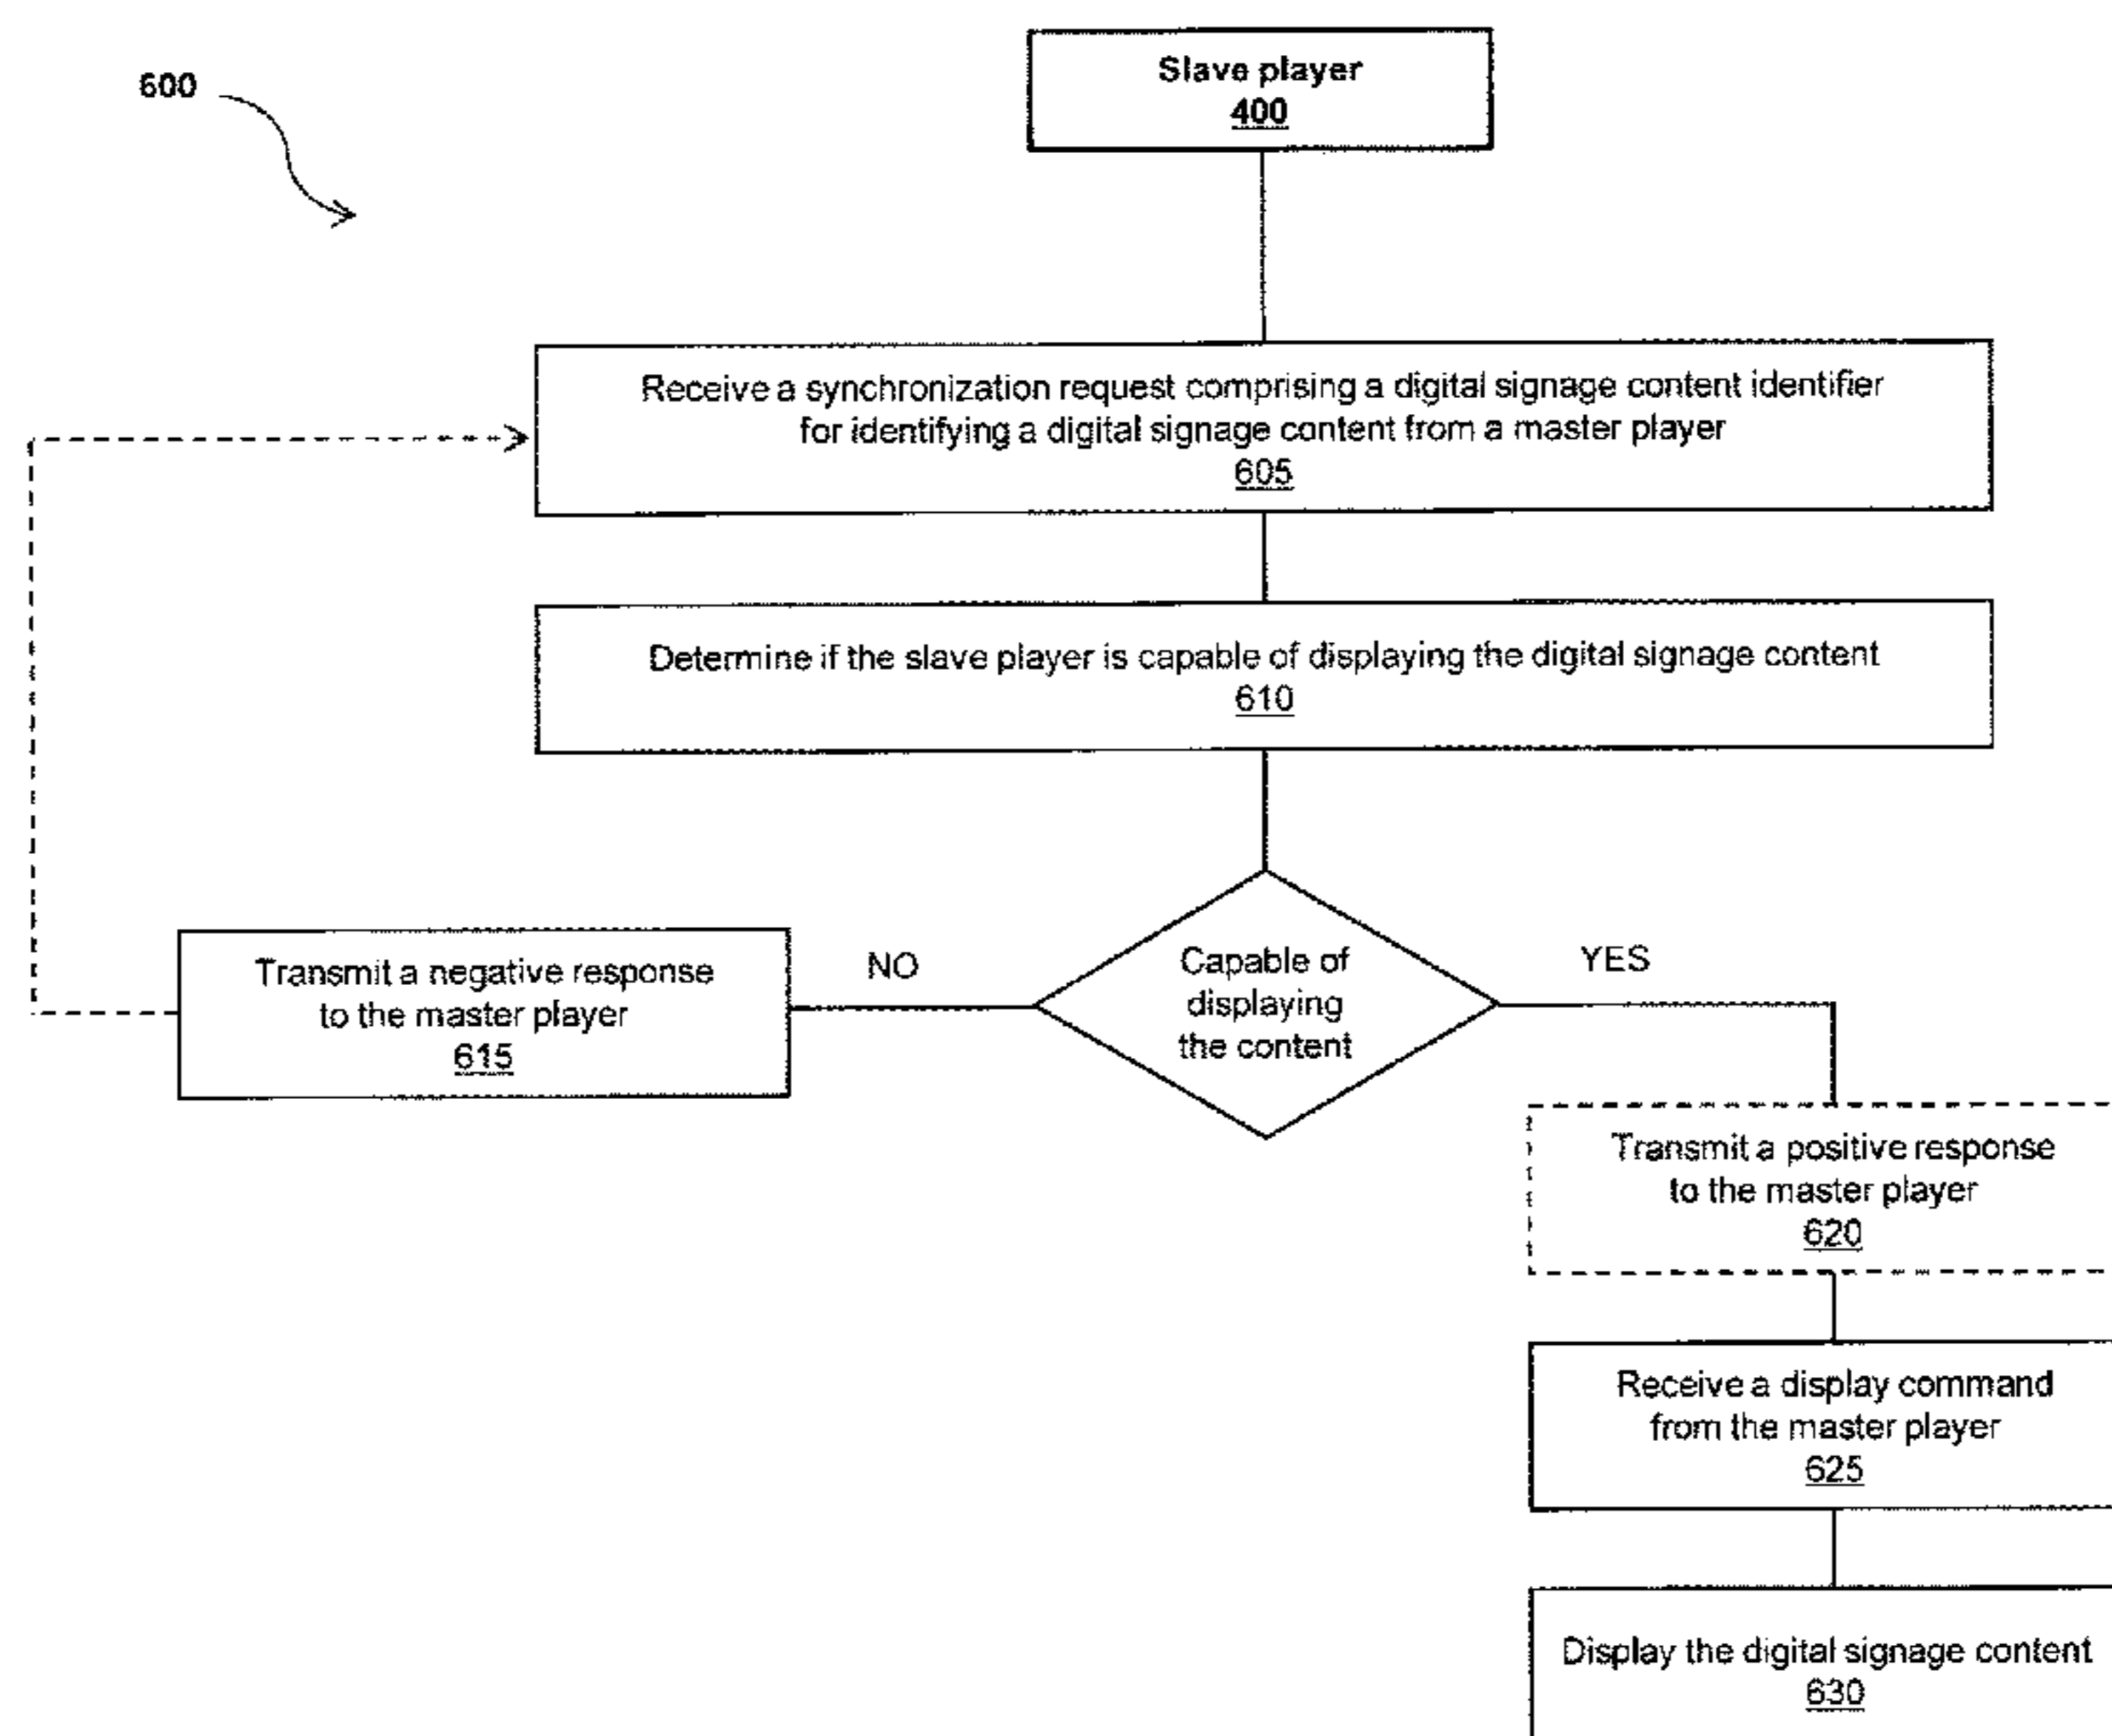 600
Slave player
400
Receive a synchronization request comprising a digital signage content identifier
for identifying a digital signage content from a master player
605
Determine if the slave player is capable of displaying the digital signage content
610
Capable of
displaying
the content
NO
YES
Transmit a negative response
to the master player
615
Transmit a positive response
to the master player
620
Receive a display command
from the master player
625
Display the digital signage content
630